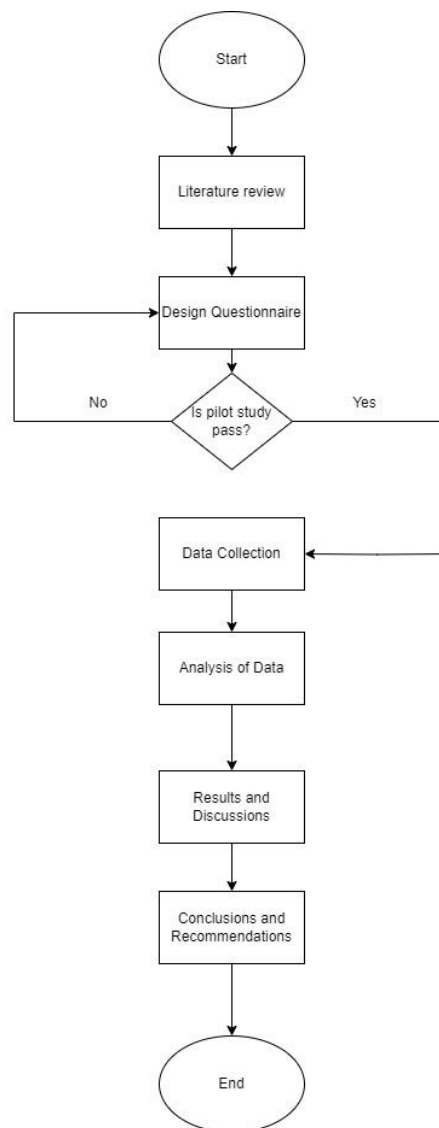 Start
Literature review
Design Questionnaire
Is pilot study
pass?
No
Yes
Data Collection
Analysis of Data
Results and
Discussions
Conclusions and
Recommendations
End